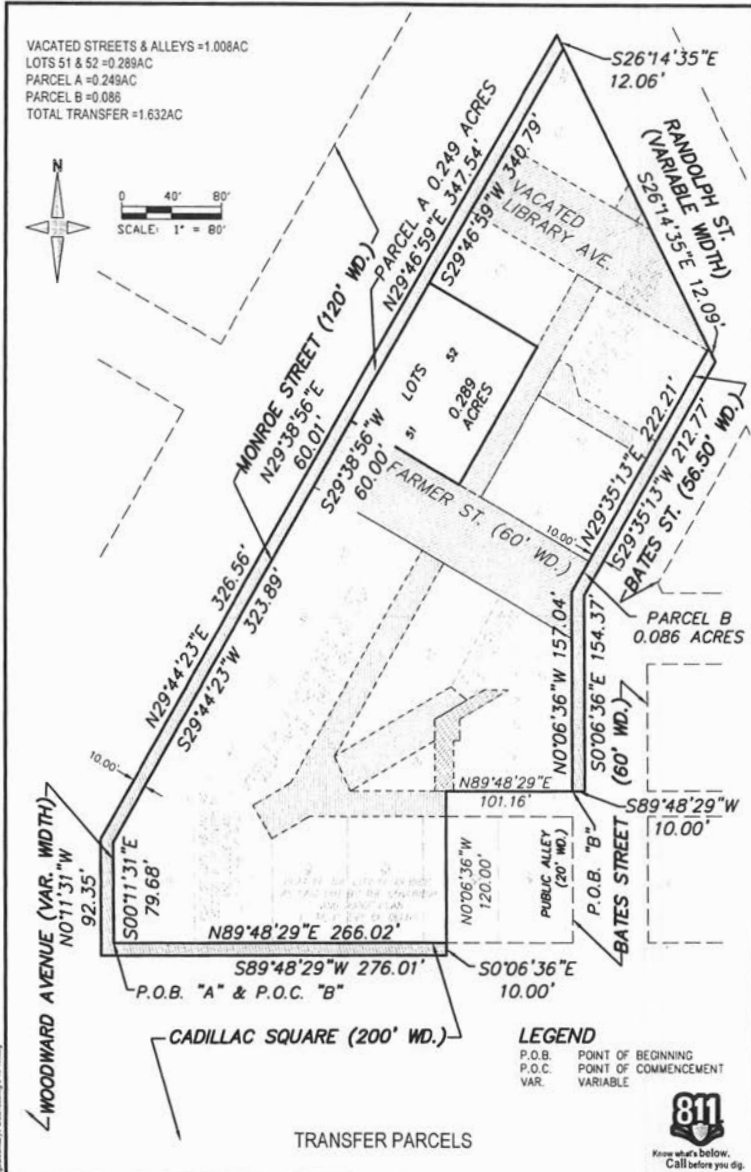 VACATED STREETS & ALLEYS =1.008AC
LOTS 51 & 52 =0.289AC
PARCEL A =0.249AC
PARCEL B =0.086
TOTAL TRANSFER =1.632AC
N
0 40' 80'
SCALE: 1" = 80'
S26°14'35"E
12.06'
RANDOLPH ST.
(VARIABLE WIDTH)
S26°14'35"E 12.09'
PARCEL A 0.249 ACRES
N29°46'59"E 347.54'
S29°46'59"W 340.79'
VACATED
LIBRARY AVE.
MONROE STREET (120' WD.)
N29°38'56"E
60.01'
S29°38'56"W
60.00'
LOTS
51
52
0.289
ACRES
FARMER ST. (60' WD.)
N29°35'13"E 222.21'
S29°35'13"W 212.77'
BATES ST. (56.50' WD.)
10.00'
PARCEL B
0.086 ACRES
N29°44'23"E 326.56'
S29°44'23"W 323.89'
N0°06'36"W 157.04'
S0°06'36"E 154.37'
10.00'
N89°48'29"E
101.16'
S89°48'29"W
10.00'
BATES STREET (60' WD.)
P.O.B. "B"
PUBLIC ALLEY
(20' WD.)
N0°06'36"W
120.00'
WOODWARD AVENUE (VAR. WIDTH)
N0°11'31"W
92.35'
S00°11'31"E
79.68'
N89°48'29"E 266.02'
S89°48'29"W 276.01'
S0°06'36"E
10.00'
P.O.B. "A" & P.O.C. "B"
CADILLAC SQUARE (200' WD.)
LEGEND
P.O.B. POINT OF BEGINNING
P.O.C. POINT OF COMMENCEMENT
VAR. VARIABLE
TRANSFER PARCELS
811
Know what's below.
Call before you dig.